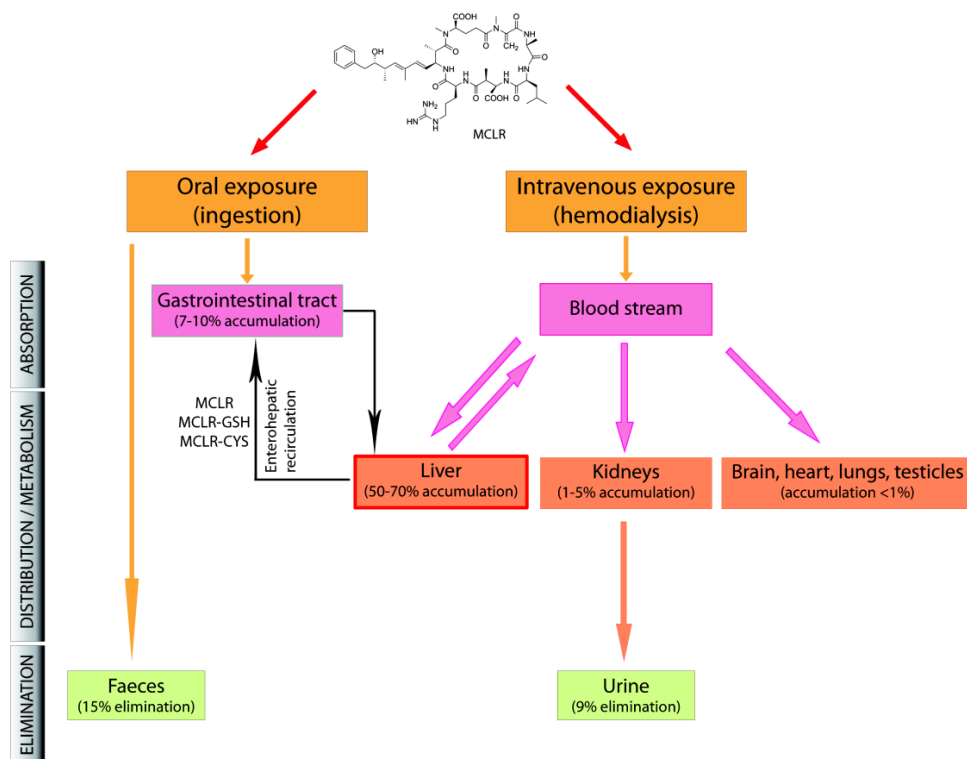 COOH
N
O
O
N
CH₂
O
H
N
O
OH
NH
O
N
H
O
H
N
O
COOH
O
HN
NH₂
HN
N
H
MCLR
Oral exposure
(ingestion)
Intravenous exposure
(hemodialysis)
ABSORPTION
Gastrointestinal tract
(7-10% accumulation)
Blood stream
DISTRIBUTION / METABOLISM
MCLR
MCLR-GSH
MCLR-CYS
Enterohepatic
recirculation
Liver
(50-70% accumulation)
Kidneys
(1-5% accumulation)
Brain, heart, lungs, testicles
(accumulation <1%)
ELIMINATION
Faeces
(15% elimination)
Urine
(9% elimination)